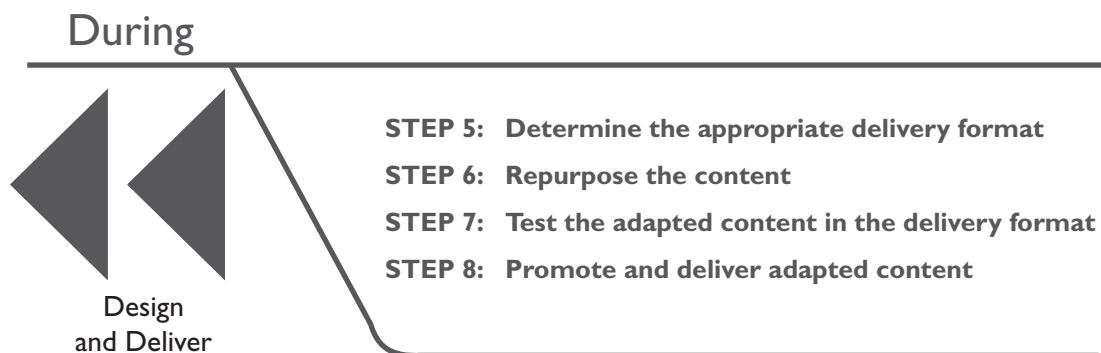 During
STEP 5: Determine the appropriate delivery format
STEP 6: Repurpose the content
STEP 7: Test the adapted content in the delivery format
STEP 8: Promote and deliver adapted content
Design
and Deliver